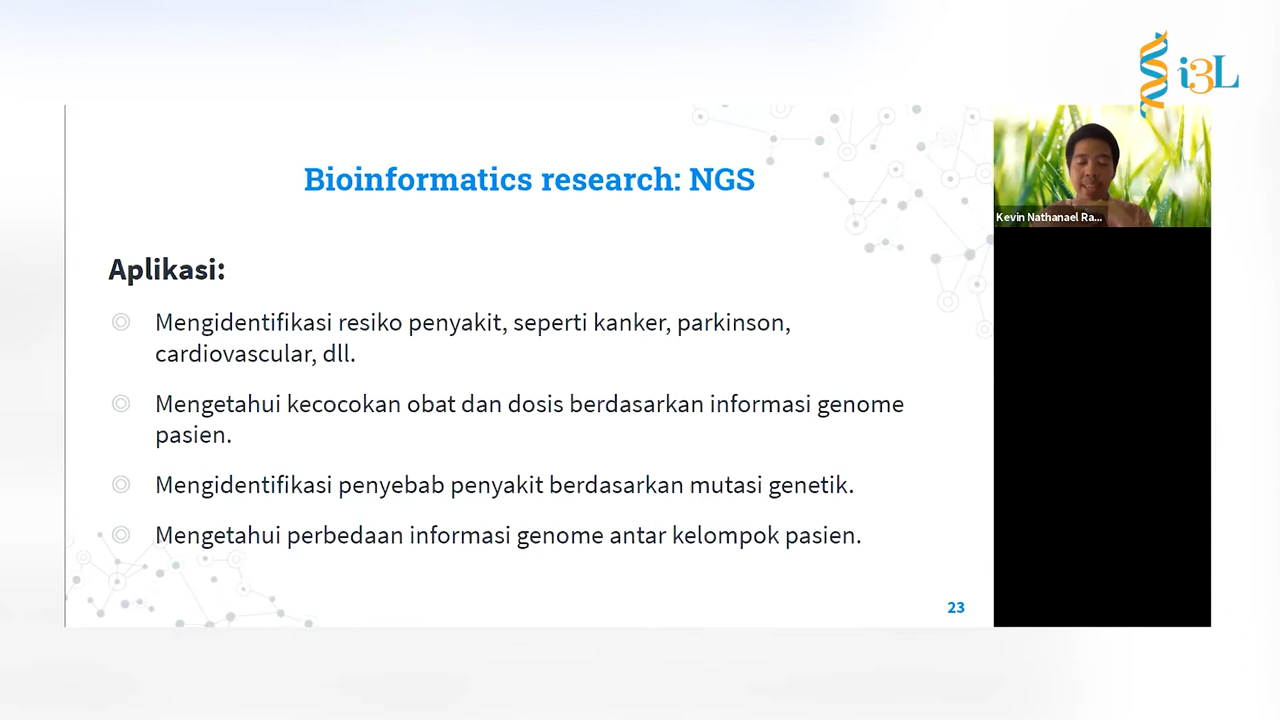 i3L
Bioinformatics research: NGS
Kevin Nathanael Ra...
Aplikasi:
Mengidentifikasi resiko penyakit, seperti kanker, parkinson,
cardiovascular, dll.
Mengetahui kecocokan obat dan dosis berdasarkan informasi genome
pasien.
Mengidentifikasi penyebab penyakit berdasarkan mutasi genetik.
Mengetahui perbedaan informasi genome antar kelompok pasien.
23